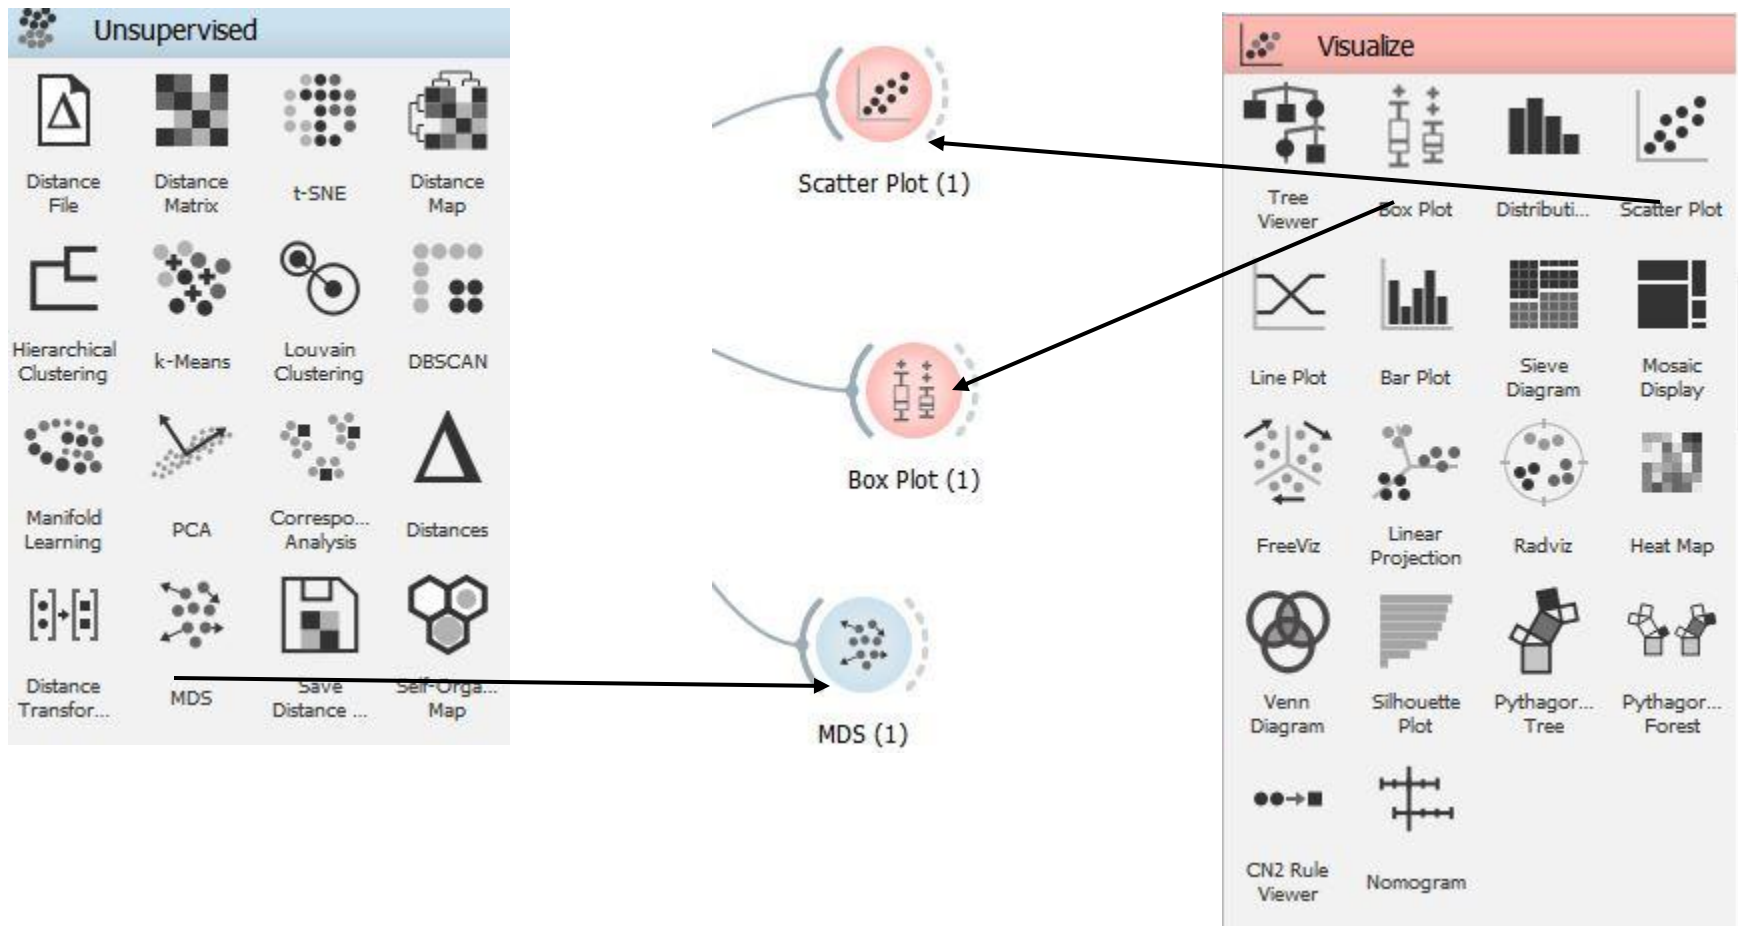 Unsupervised
Distance
File
Distance
Matrix
t-SNE
Distance
Map
Hierarchical
Clustering
k-Means
Louvain
Clustering
DBSCAN
Manifold
Learning
PCA
Correspo...
Analysis
Distances
Distance
Transfor...
MDS
Save
Distance ...
Self-Orga...
Map
Scatter Plot (1)
Box Plot (1)
MDS (1)
Visualize
Tree
Viewer
Box Plot
Distributi...
Scatter Plot
Line Plot
Bar Plot
Sieve
Diagram
Mosaic
Display
FreeViz
Linear
Projection
Radviz
Heat Map
Venn
Diagram
Silhouette
Plot
Pythagor...
Tree
Pythagor...
Forest
CN2 Rule
Viewer
Nomogram